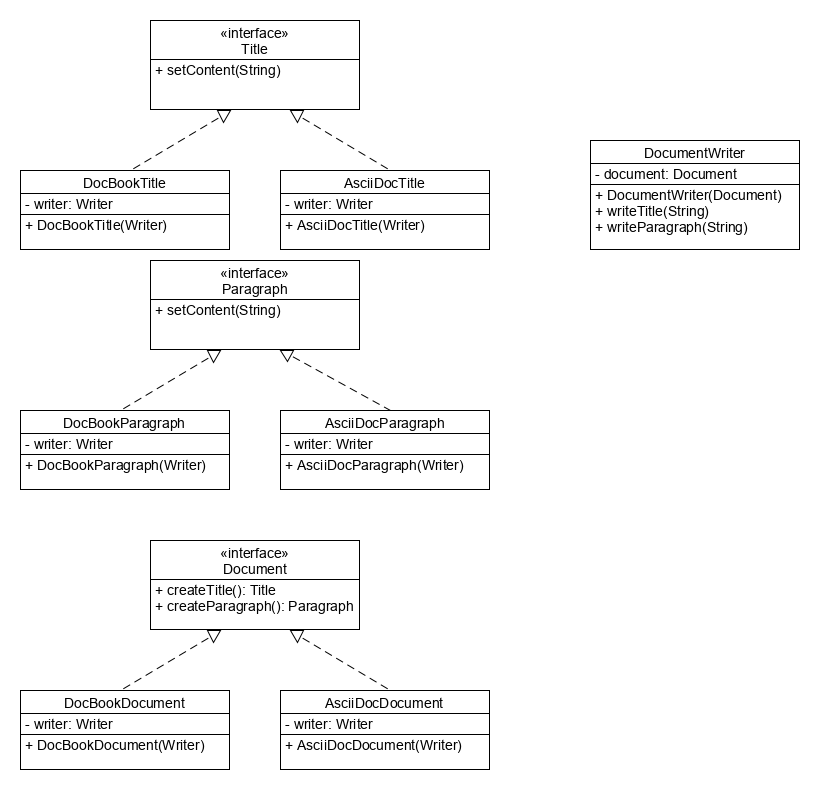 «interface»
Title
+ setContent(String)
DocBookTitle
- writer: Writer
+ DocBookTitle(Writer)
AsciiDocTitle
- writer: Writer
+ AsciiDocTitle(Writer)
DocumentWriter
- document: Document
+ DocumentWriter(Document)
+ writeTitle(String)
+ writeParagraph(String)
«interface»
Paragraph
+ setContent(String)
DocBookParagraph
- writer: Writer
+ DocBookParagraph(Writer)
AsciiDocParagraph
- writer: Writer
+ AsciiDocParagraph(Writer)
«interface»
Document
+ createTitle(): Title
+ createParagraph(): Paragraph
DocBookDocument
- writer: Writer
+ DocBookDocument(Writer)
AsciiDocDocument
- writer: Writer
+ AsciiDocDocument(Writer)